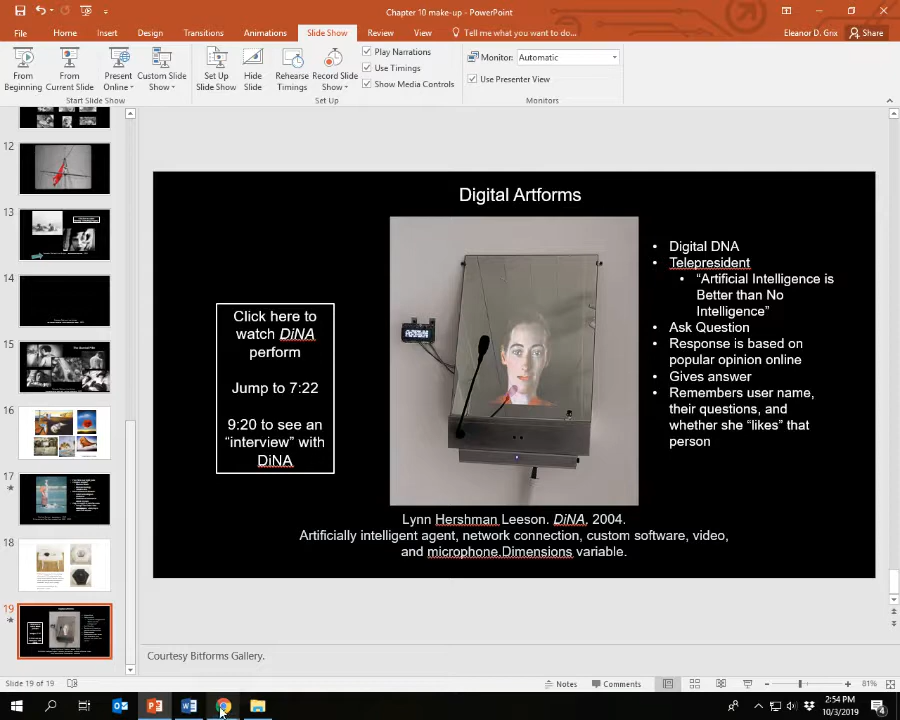 Chapter 10 make-up - PowerPoint
File Home Insert Design Transitions Animations Slide Show Review View Tell me what you want to do... Eleanor D. Gnx Share
From Beginning
From Current Slide
Present Online
Custom Slide Show
Set Up Slide Show
Hide Slide
Rehearse Timings
Record Slide Show
Play Narrations
Use Timings
Show Media Controls
Monitor: Automatic
Use Presenter View
Start Slide Show Set Up Monitors
12
13
14
15
16
17
18
19
Digital Artforms
Click here to
watch DiNA
perform
Jump to 7:22
9:20 to see an
“interview” with
DiNA
• Digital DNA
• Telepresident
• “Artificial Intelligence is
Better than No
Intelligence”
• Ask Question
• Response is based on
popular opinion online
• Gives answer
• Remembers user name,
their questions, and
whether she “likes” that
person
Lynn Hershman Leeson. DiNA, 2004.
Artificially intelligent agent, network connection, custom software, video,
and microphone.Dimensions variable.
Courtesy Bitforms Gallery.
Slide 19 of 19 Notes Comments 81%
2:54 PM
10/3/2019
4